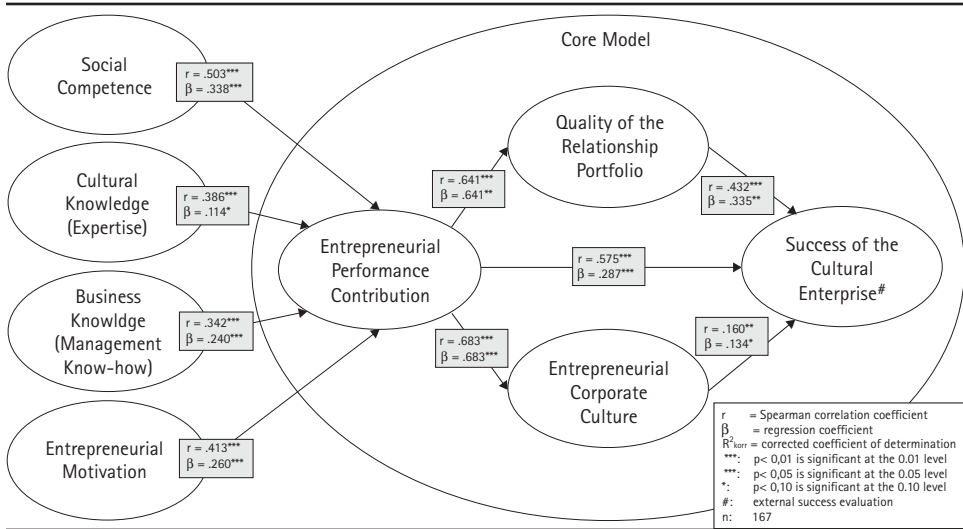 Core Model
Social
Competence
r = .503***
β = .338***
Cultural
Knowledge
(Expertise)
r = .386***
β = .114*
Business
Knowldge
(Management
Know-how)
r = .342***
β = .240***
Entrepreneurial
Motivation
r = .413***
β = .260***
Entrepreneurial
Performance
Contribution
r = .641***
β = .641**
Quality of the
Relationship
Portfolio
r = .432***
β = .335**
r = .575***
β = .287***
r = .683***
β = .683***
Entrepreneurial
Corporate
Culture
r = .160**
β = .134*
Success of the
Cultural
Enterprise#
r = Spearman correlation coefficient
β = regression coefficient
R²korr = corrected coefficient of determination
***: p< 0,01 is significant at the 0.01 level
***: p< 0,05 is significant at the 0.05 level
*: p< 0,10 is significant at the 0.10 level
#: external success evaluation
n: 167